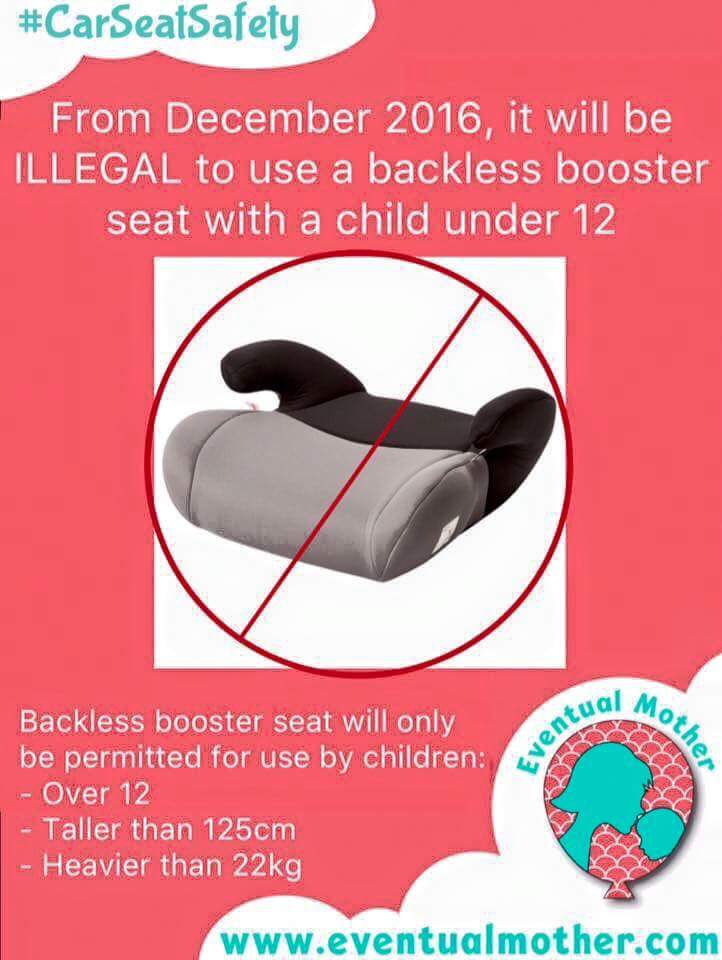 #CarSeatSafety
From December 2016, it will be
ILLEGAL to use a backless booster
seat with a child under 12
Backless booster seat will only
be permitted for use by children:
- Over 12
- Taller than 125cm
- Heavier than 22kg
Eventual Mother
www.eventualmother.com